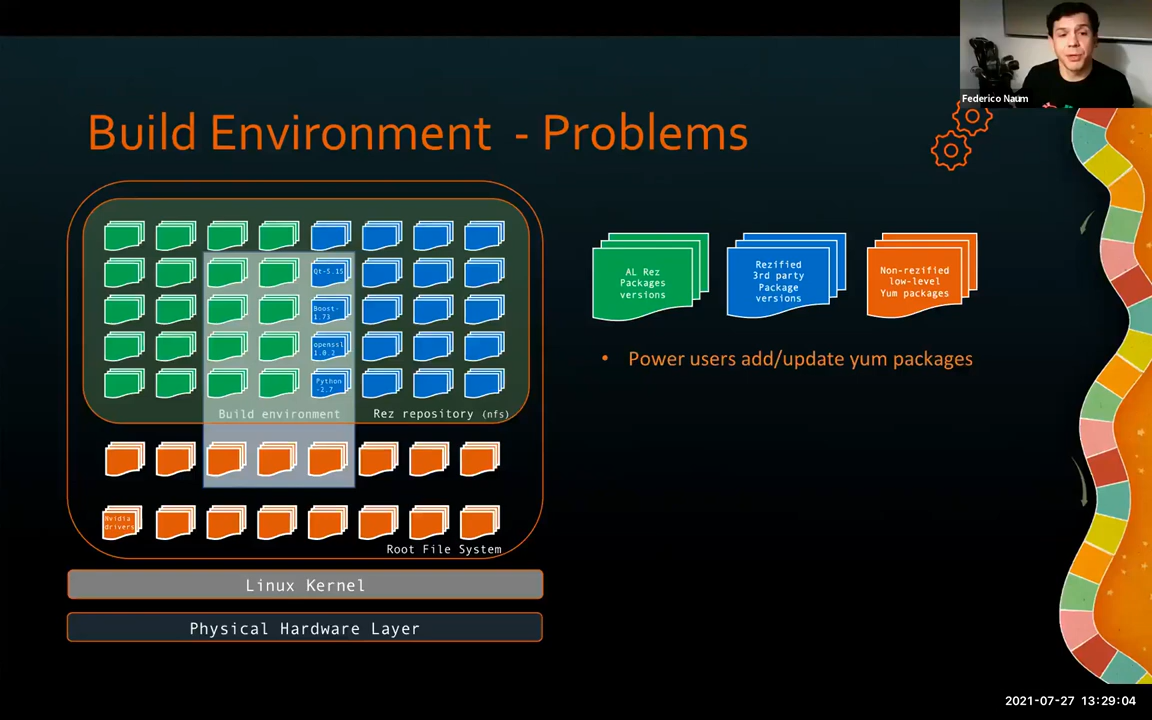 Federico Naum
Build Environment - Problems
Qt-5.15
Boost-
1.73
openssl
1.0.2
Python
-2.7
Build environment
Rez repository (nfs)
Nvidia
drivers
Root File System
Linux Kernel
Physical Hardware Layer
AL Rez
Packages
versions
Rezified
3rd party
Package
versions
Non-rezified
low-level
Yum packages
• Power users add/update yum packages
2021-07-27 13:29:04